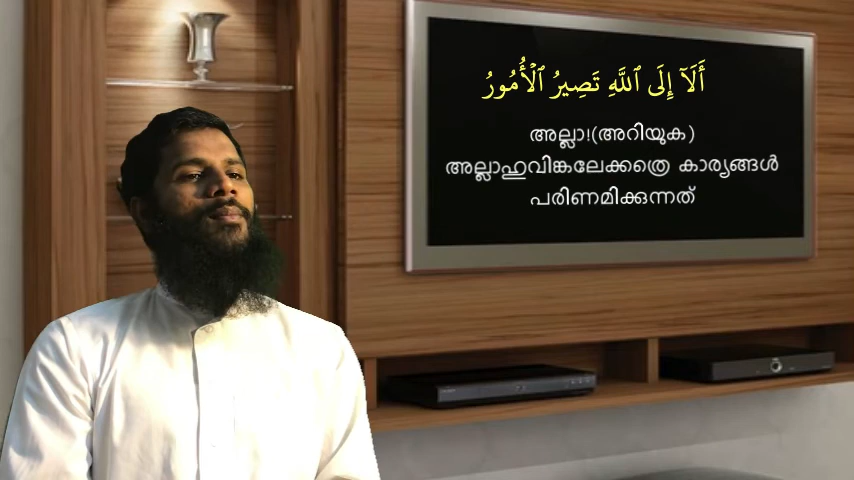 أَلَآ إِلَى ٱللَّهِ تَصِيرُ ٱلْأُمُورُ
അല്ലാ!(അറിയുക)
അല്ലാഹുവിങ്കലേക്കത്രെ കാര്യങ്ങൾ
പരിണമിക്കുന്നത്